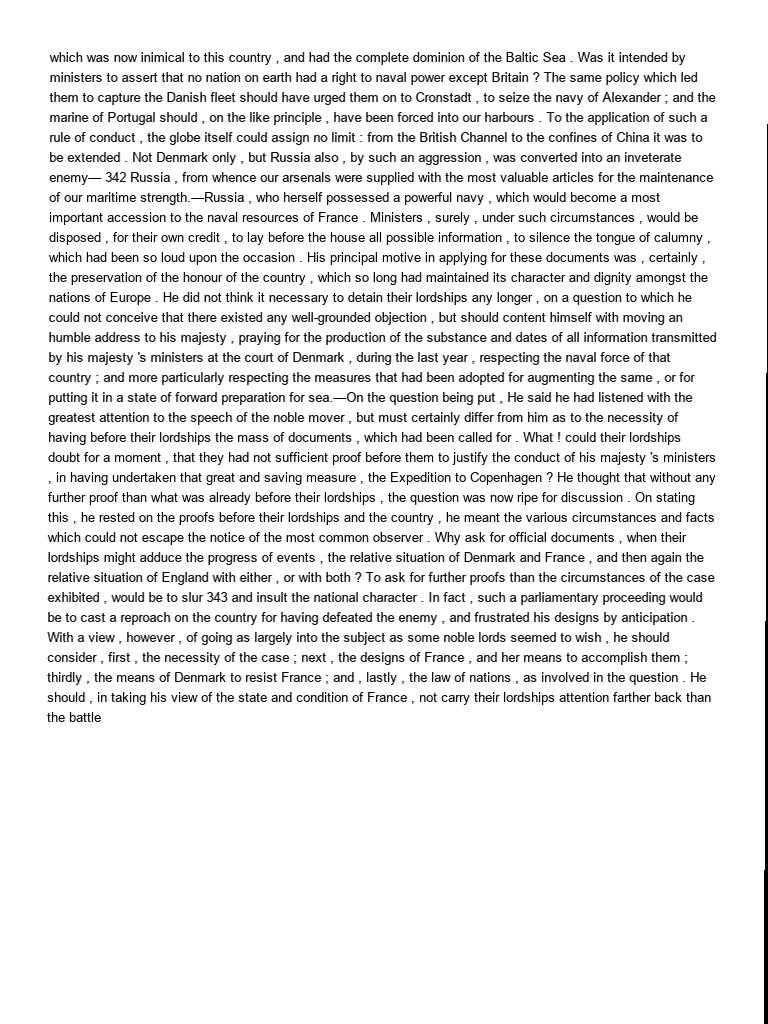 which was now inimical to this country , and had the complete dominion of the Baltic Sea . Was it intended by
ministers to assert that no nation on earth had a right to naval power except Britain ? The same policy which led
them to capture the Danish fleet should have urged them on to Cronstadt , to seize the navy of Alexander ; and the
marine of Portugal should , on the like principle , have been forced into our harbours . To the application of such a
rule of conduct , the globe itself could assign no limit : from the British Channel to the confines of China it was to
be extended . Not Denmark only , but Russia also , by such an aggression , was converted into an inveterate
enemy— 342 Russia , from whence our arsenals were supplied with the most valuable articles for the maintenance
of our maritime strength.—Russia , who herself possessed a powerful navy , which would become a most
important accession to the naval resources of France . Ministers , surely , under such circumstances , would be
disposed , for their own credit , to lay before the house all possible information , to silence the tongue of calumny ,
which had been so loud upon the occasion . His principal motive in applying for these documents was , certainly ,
the preservation of the honour of the country , which so long had maintained its character and dignity amongst the
nations of Europe . He did not think it necessary to detain their lordships any longer , on a question to which he
could not conceive that there existed any well-grounded objection , but should content himself with moving an
humble address to his majesty , praying for the production of the substance and dates of all information transmitted
by his majesty 's ministers at the court of Denmark , during the last year , respecting the naval force of that
country ; and more particularly respecting the measures that had been adopted for augmenting the same , or for
putting it in a state of forward preparation for sea.—On the question being put , He said he had listened with the
greatest attention to the speech of the noble mover , but must certainly differ from him as to the necessity of
having before their lordships the mass of documents , which had been called for . What ! could their lordships
doubt for a moment , that they had not sufficient proof before them to justify the conduct of his majesty 's ministers
, in having undertaken that great and saving measure , the Expedition to Copenhagen ? He thought that without any
further proof than what was already before their lordships , the question was now ripe for discussion . On stating
this , he rested on the proofs before their lordships and the country , he meant the various circumstances and facts
which could not escape the notice of the most common observer . Why ask for official documents , when their
lordships might adduce the progress of events , the relative situation of Denmark and France , and then again the
relative situation of England with either , or with both ? To ask for further proofs than the circumstances of the case
exhibited , would be to slur 343 and insult the national character . In fact , such a parliamentary proceeding would
be to cast a reproach on the country for having defeated the enemy , and frustrated his designs by anticipation .
With a view , however , of going as largely into the subject as some noble lords seemed to wish , he should
consider , first , the necessity of the case ; next , the designs of France , and her means to accomplish them ;
thirdly , the means of Denmark to resist France ; and , lastly , the law of nations , as involved in the question . He
should , in taking his view of the state and condition of France , not carry their lordships attention farther back than
the battle